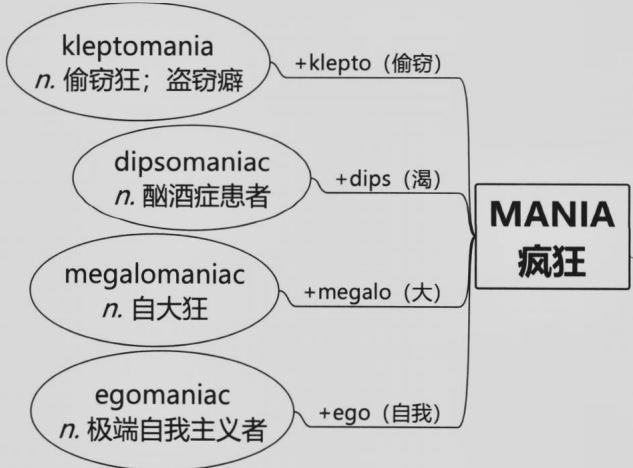 kleptomania
n. 偷窃狂；盗窃癖
+klepto（偷窃）
dipsomaniac
n. 酗酒症患者
+dips（渴）
MANIA
疯狂
megalomaniac
n. 自大狂
+megalo（大）
egomaniac
n. 极端自我主义者
+ego（自我）